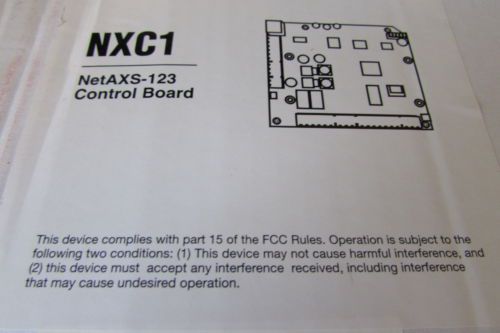 NXC1
NetAXS-123
Control Board
This device complies with part 15 of the FCC Rules. Operation is subject to the
following two conditions: (1) This device may not cause harmful interference, and
(2) this device must accept any interference received, including interference
that may cause undesired operation.